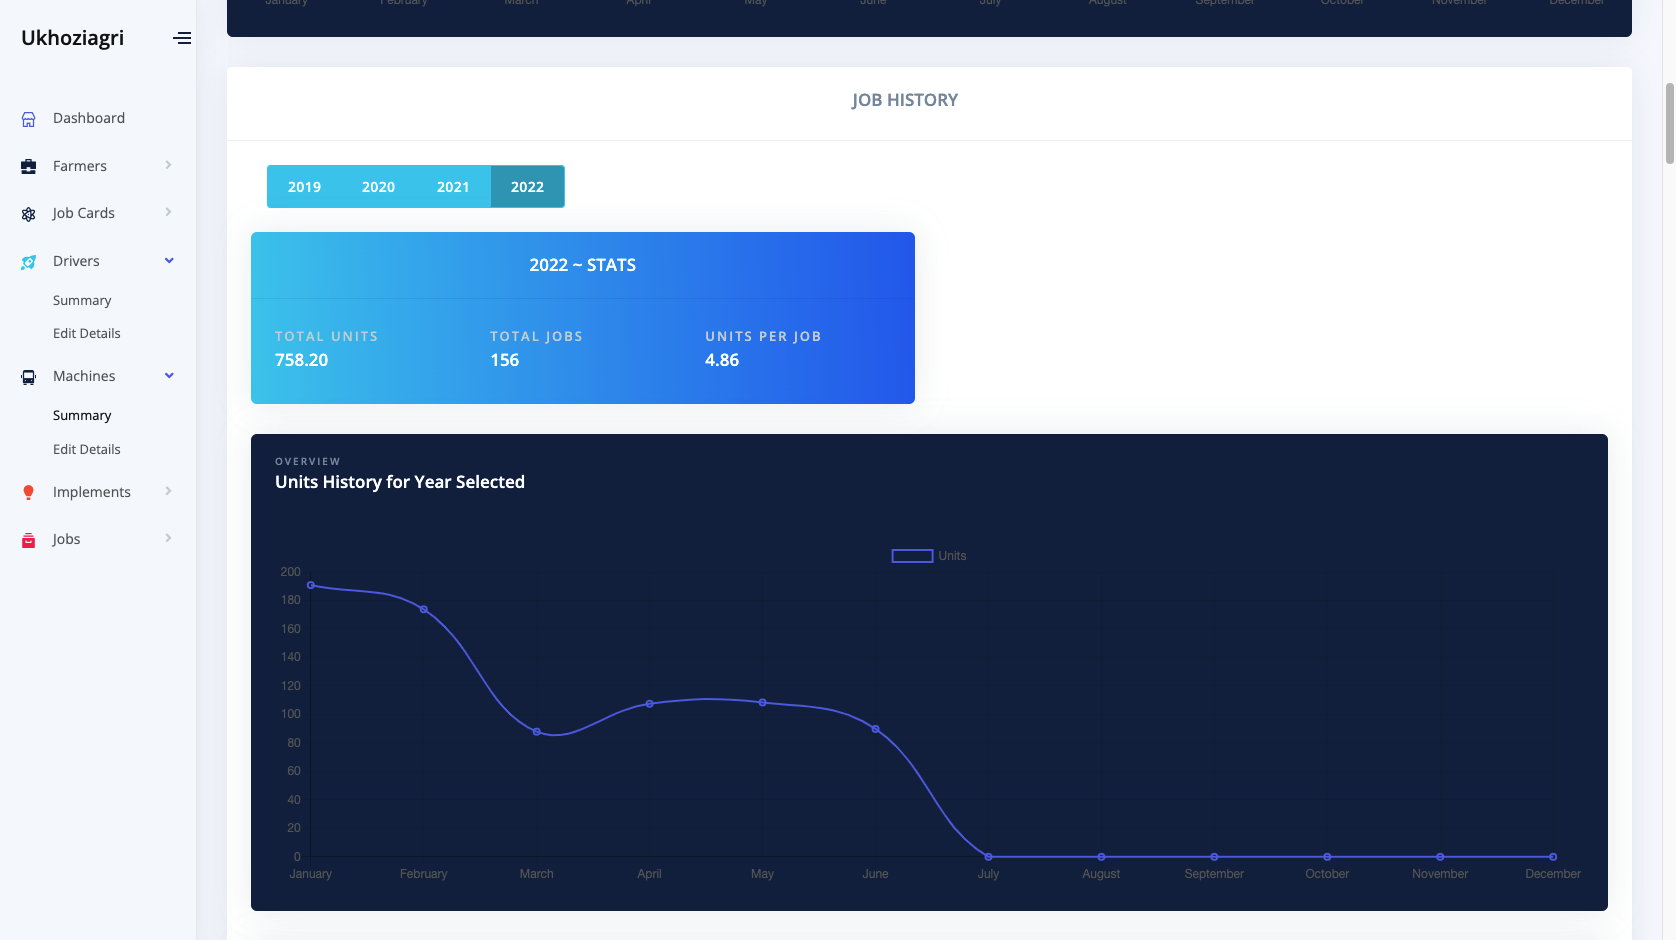 January February March April May June July August September October November December
Ukhoziagri
Dashboard
Farmers
Job Cards
Drivers
Summary
Edit Details
Machines
Summary
Edit Details
Implements
Jobs
JOB HISTORY
2019 2020 2021 2022
2022 ~ STATS
TOTAL UNITS TOTAL JOBS UNITS PER JOB
758.20 156 4.86
OVERVIEW
Units History for Year Selected
Units
200
180
160
140
120
100
80
60
40
20
0
January February March April May June July August September October November December